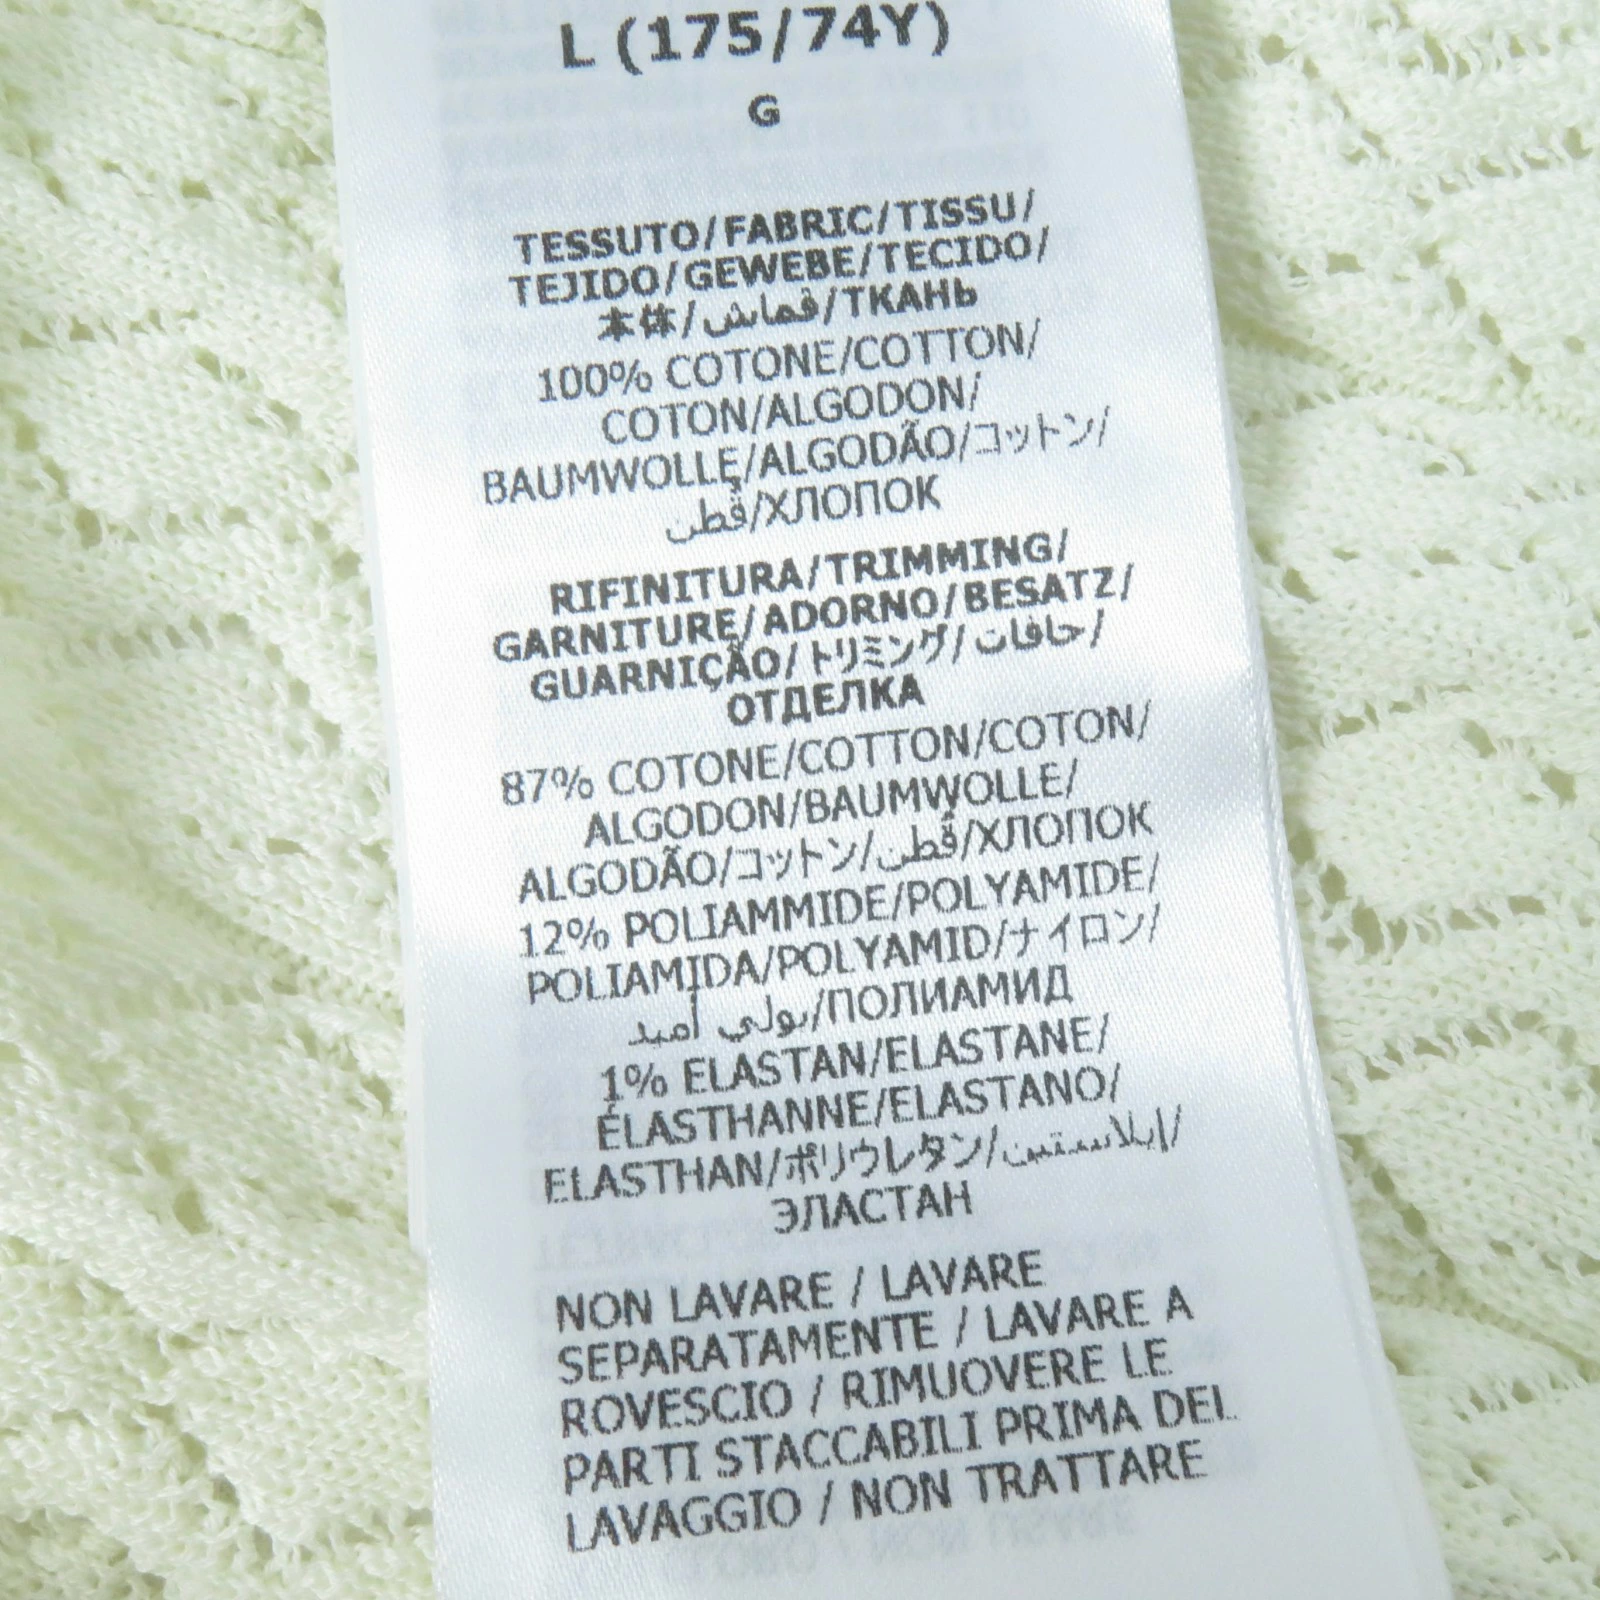 L (175/74Y)
G
TESSUTO/FABRIC/TISSU/
TEJIDO/GEWEBE/TECIDO/
本体/قماش/ТКАНЬ
100% COTONE/COTTON/
COTON/ALGODON/
BAUMWOLLE/ALGODÃO/コットン/
قُطن/ХЛОПОК
RIFINITURA/TRIMMING/
GARNITURE/ADORNO/BESATZ/
GUARNIÇÃO/トリミング/حافات/
ОТДЕЛКА
87% COTONE/COTTON/COTON/
ALGODON/BAUMWOLLE/
ALGODÃO/コットン/قُطن/ХЛОПОК
12% POLIAMMIDE/POLYAMIDE/
POLIAMIDA/POLYAMID/ナイロン/
بولي أميد/ПОЛИАМИД
1% ELASTAN/ELASTANE/
ÉLASTHANNE/ELASTANO/
ELASTHAN/ポリウレタン/إيلاستين/
ЭЛАСТАН
NON LAVARE / LAVARE
SEPARATAMENTE / LAVARE A
ROVESCIO / RIMUOVERE LE
PARTI STACCABILI PRIMA DEL
LAVAGGIO / NON TRATTARE